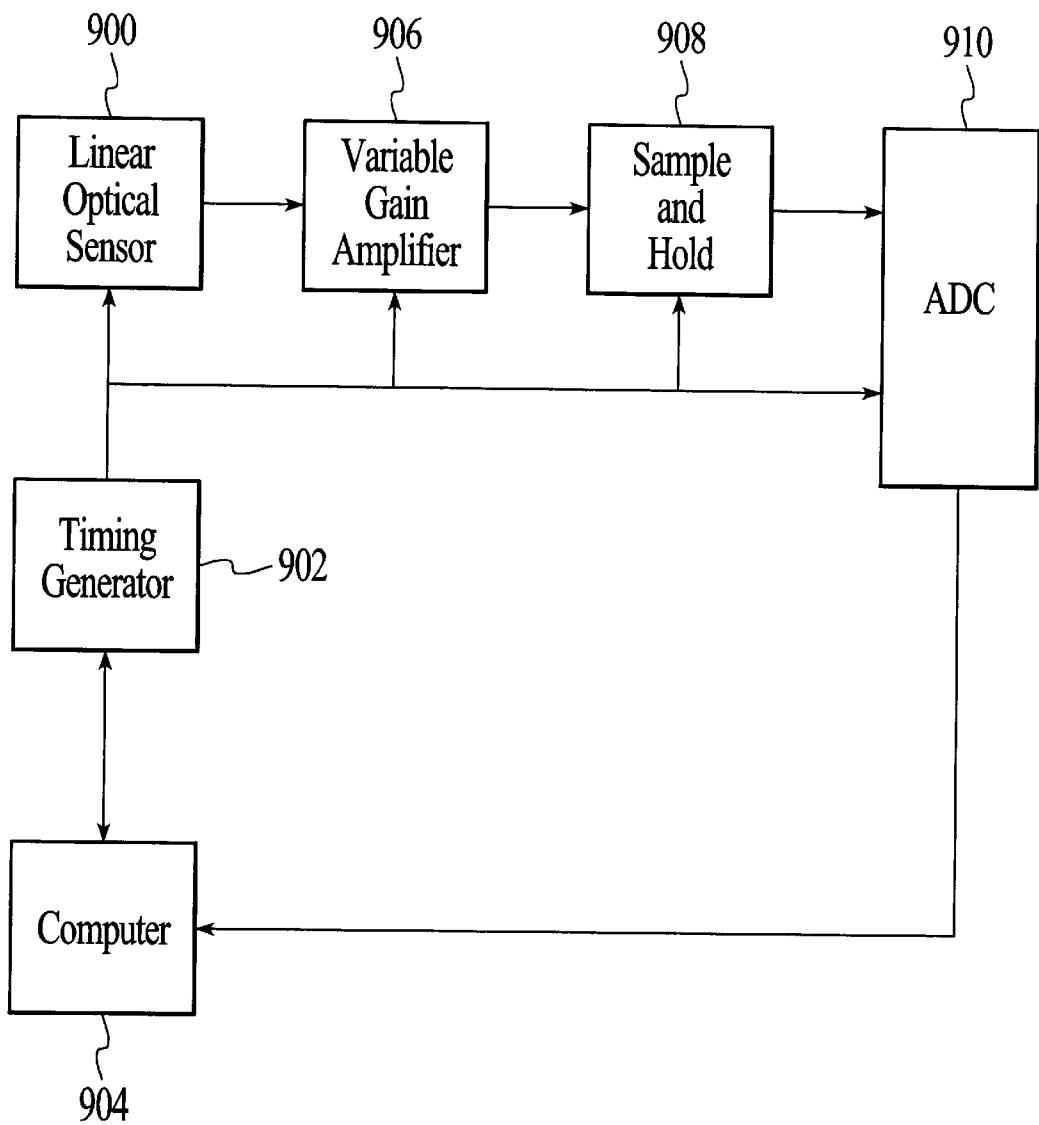 900
906
908
910
Linear
Optical
Sensor
Variable
Gain
Amplifier
Sample
and
Hold
ADC
Timing
Generator
902
Computer
904